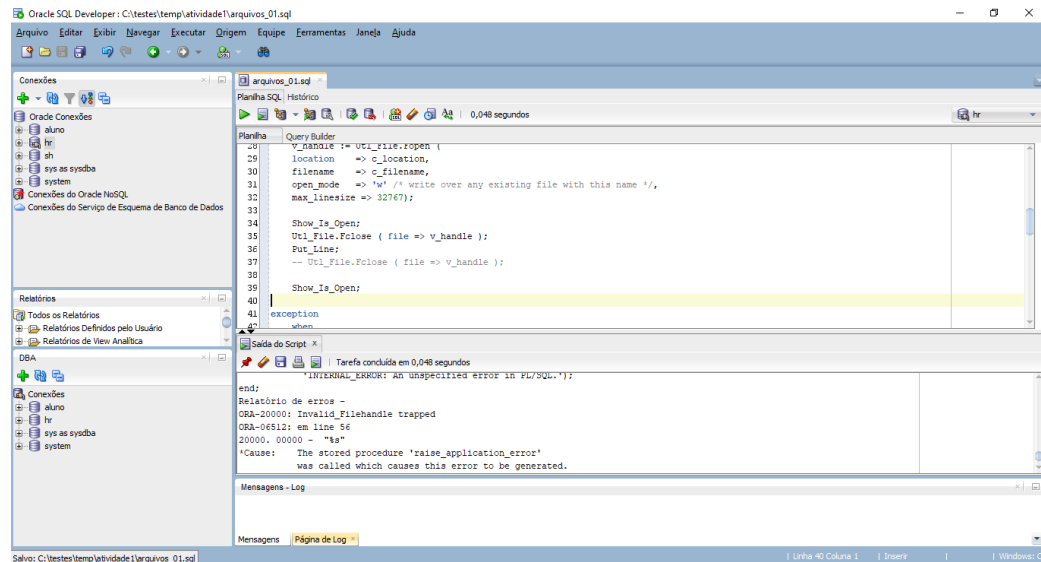 Oracle SQL Developer : C:\testes\temp\atividade1\arquivos_01.sql
Arquivo Editar Exibir Navegar Executar Origem Equipe Ferramentas Janela Ajuda
Conexões
Oracle Conexões
aluno
hr
sh
sys as sysdba
system
Conexões do Oracle NoSQL
Conexões do Serviço de Esquema de Banco de Dados
Relatórios
Todos os Relatórios
Relatórios Definidos pelo Usuário
Relatórios de View Analítica
DBA
Conexões
aluno
hr
sys as sysdba
system
arquivos_01.sql
Planilha SQL Histórico
0,048 segundos
hr
Planilha Query Builder
28 v_handle := Utl_File.Fopen (
29 location => c_location,
30 filename => c_filename,
31 open_mode => 'w' /* write over any existing file with this name */,
32 max_linesize => 32767);
33
34 Show_Is_Open;
35 Utl_File.Fclose ( file => v_handle );
36 Put_Line;
37 -- Utl_File.Fclose ( file => v_handle );
38
39 Show_Is_Open;
40
41 exception
42 when
Saída do Script
Tarefa concluída em 0,048 segundos
'INTERNAL_ERROR: An unspecified error in PL/SQL.');
end;
Relatório de erros -
ORA-20000: Invalid_Filehandle trapped
ORA-06512: em line 56
20000. 00000 - "%s"
*Cause: The stored procedure 'raise_application_error'
was called which causes this error to be generated.
Mensagens - Log
Mensagens Página de Log
Salvo: C:\testes\temp\atividade1\arquivos_01.sql
Linha 40 Coluna 1 | Inserir | | Windows: C